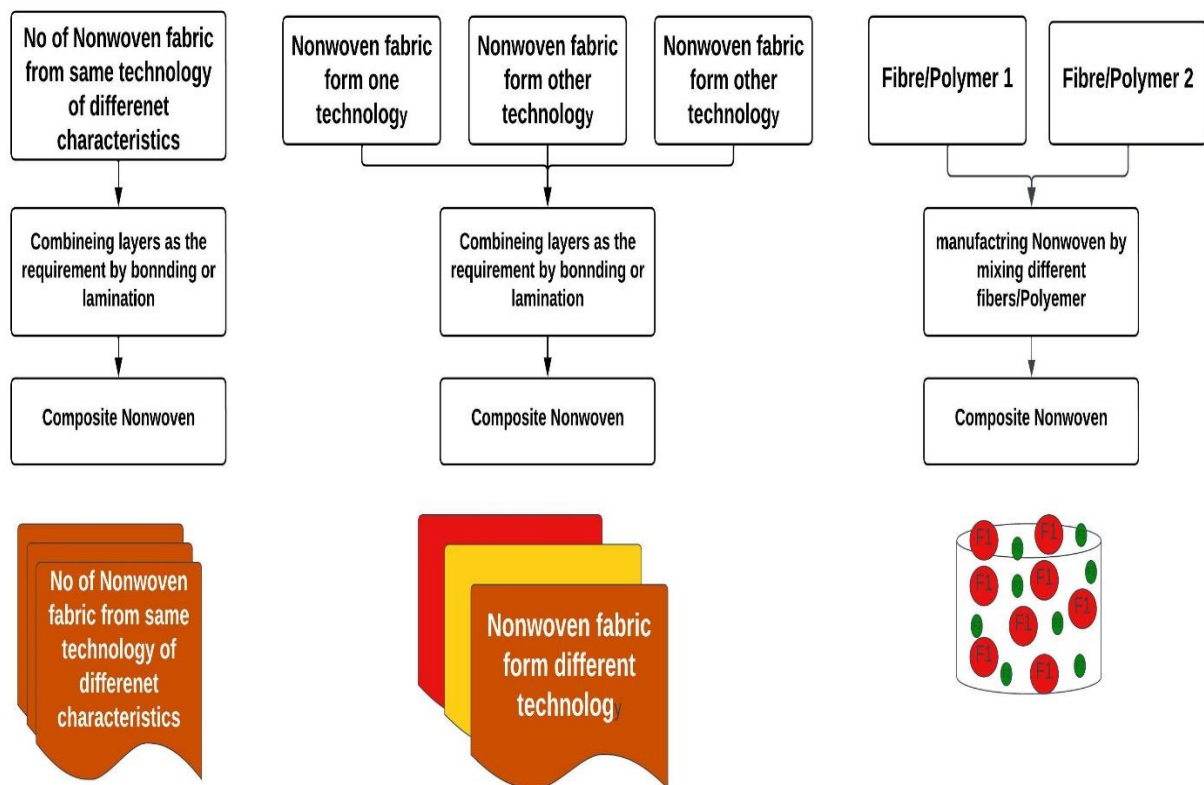 No of Nonwoven fabric
from same technology
of differenet
characteristics
Nonwoven fabric
form one
technology
Nonwoven fabric
form other
technology
Nonwoven fabric
form other
technology
Fibre/Polymer 1
Fibre/Polymer 2
Combineing layers as the
requirement by bonnding or
lamination
Combineing layers as the
requirement by bonnding or
lamination
manufactring Nonwoven by
mixing different
fibers/Polyemer
Composite Nonwoven
Composite Nonwoven
Composite Nonwoven
No of Nonwoven
fabric from same
technology of
differenet
characteristics
Nonwoven fabric
form different
technology
F1
F1
F1
F1
F1
F1
F1
F1